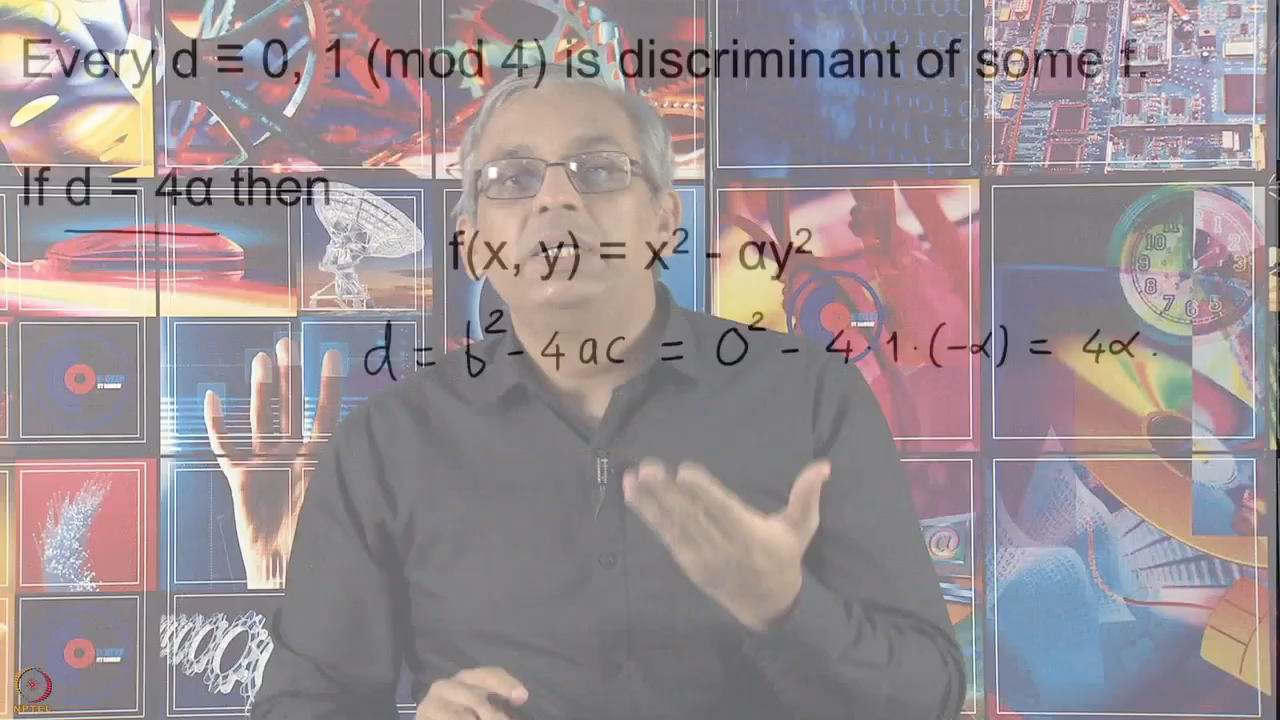 Every d ≡ 0, 1 (mod 4) is discriminant of some f.
If d = 4α then
f(x, y) = x² - αy²
d = b² - 4ac = 0² - 4·1·(-α) = 4α.
@
NPTEL